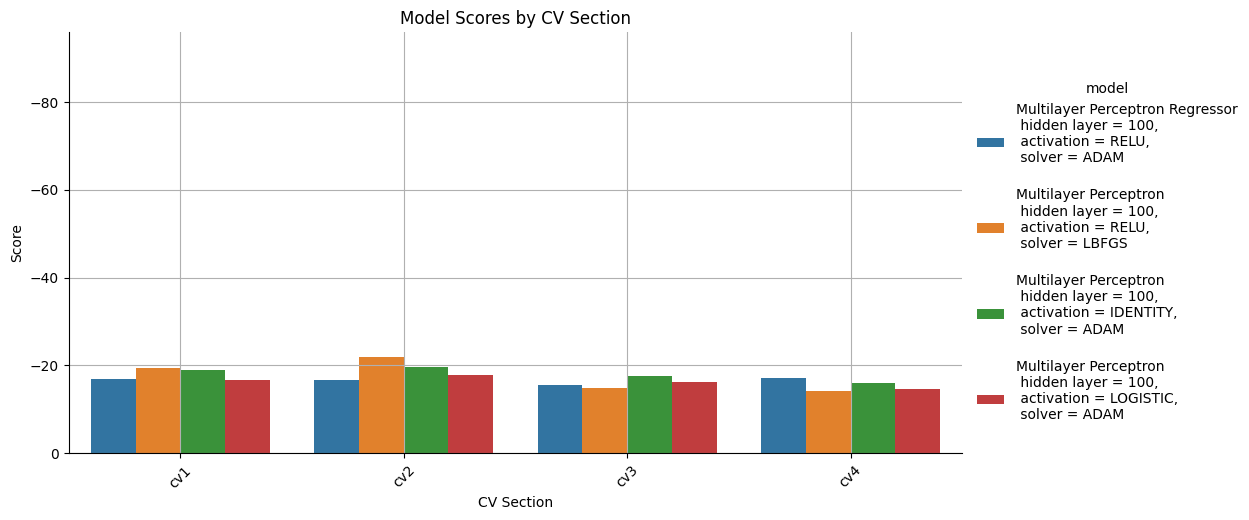 Model Scores by CV Section
Score
−80
−60
−40
−20
0
cv1
cv2
cv3
cv4
CV Section
model
Multilayer Perceptron Regressor
hidden layer = 100,
activation = RELU,
solver = ADAM
Multilayer Perceptron
hidden layer = 100,
activation = RELU,
solver = LBFGS
Multilayer Perceptron
hidden layer = 100,
activation = IDENTITY,
solver = ADAM
Multilayer Perceptron
hidden layer = 100,
activation = LOGISTIC,
solver = ADAM